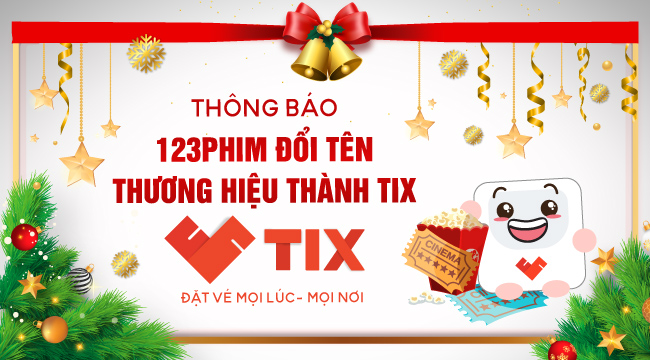 THÔNG BÁO
123PHIM ĐỔI TÊN
THƯƠNG HIỆU THÀNH TIX
TIX
ĐẶT VÉ MỌI LÚC- MỌI NƠI
CINEMA